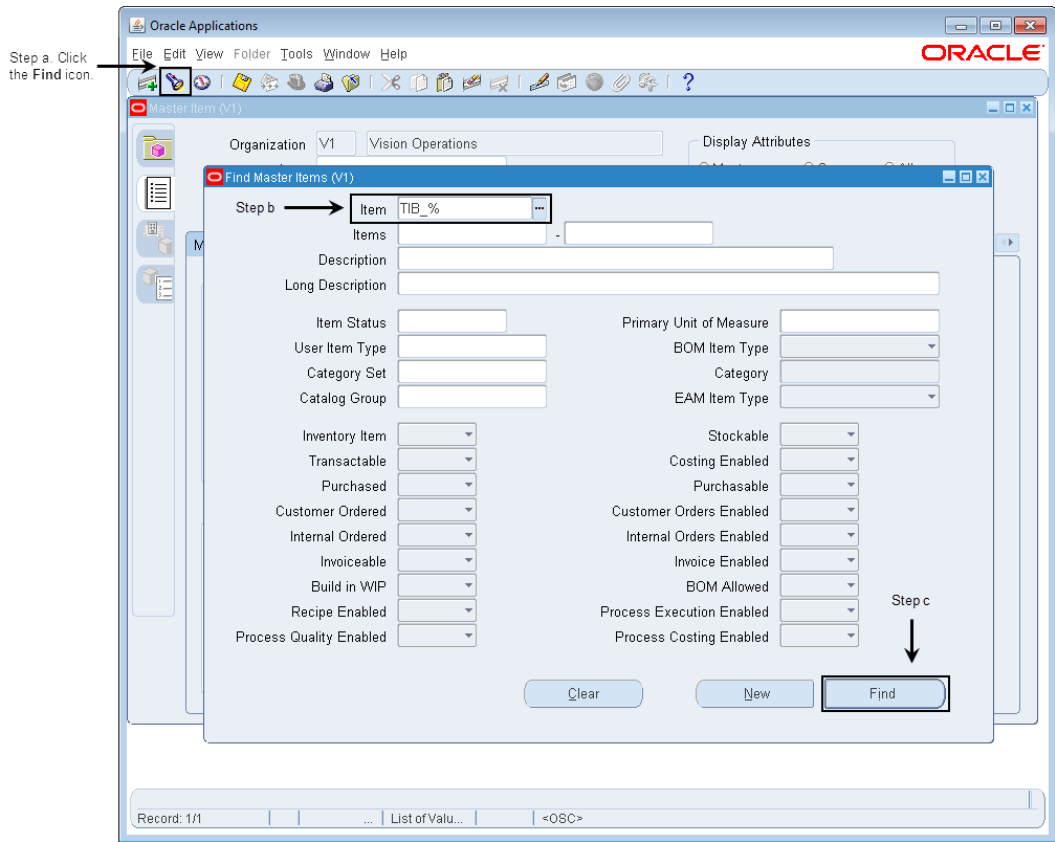 Oracle Applications
Step a. Click
the Find icon.
File Edit View Folder Tools Window Help
ORACLE
Master Item (V1)
Organization V1 Vision Operations
Display Attributes
Find Master Items (V1)
Step b
Item TIB_%
Items -
Description
Long Description
Item Status
Primary Unit of Measure
User Item Type
BOM Item Type
Category Set
Category
Catalog Group
EAM Item Type
Inventory Item
Stockable
Transactable
Costing Enabled
Purchased
Purchasable
Customer Ordered
Customer Orders Enabled
Internal Ordered
Internal Orders Enabled
Invoiceable
Invoice Enabled
Build in WIP
BOM Allowed
Step c
Recipe Enabled
Process Execution Enabled
Process Quality Enabled
Process Costing Enabled
Clear
New
Find
Record: 1/1
... List of Valu...
<OSC>